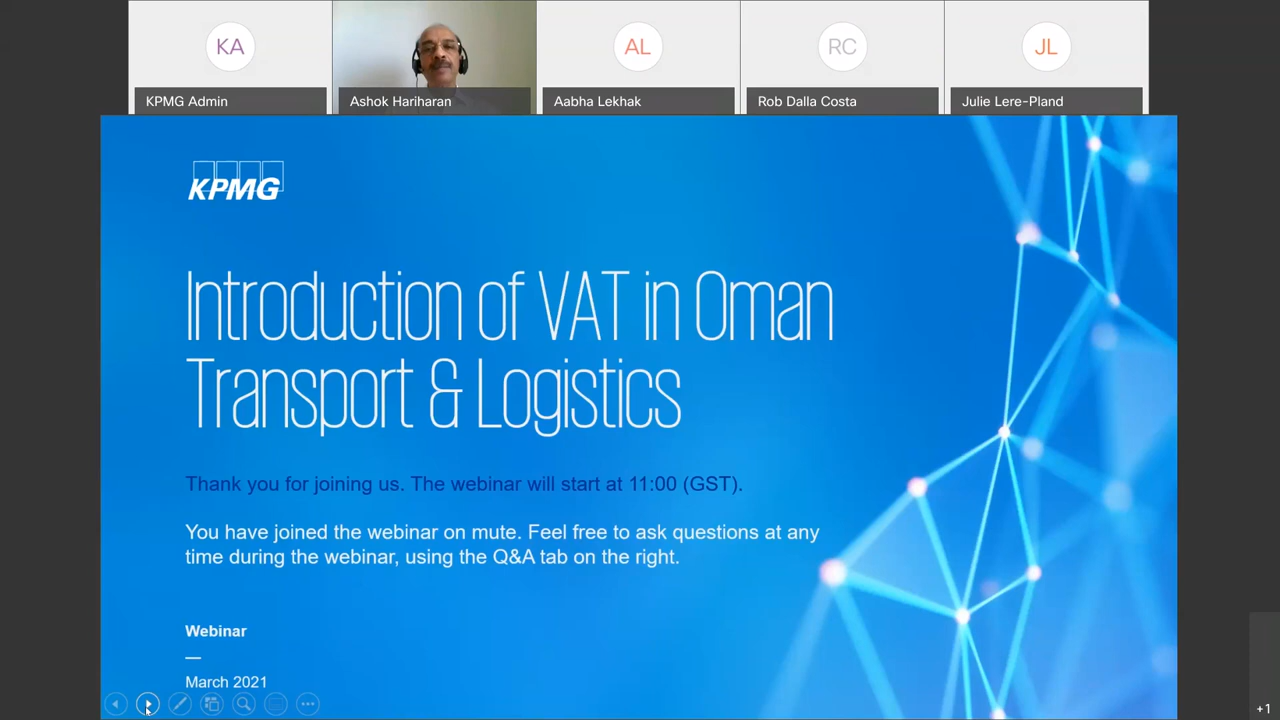 KA
AL
RC
JL
KPMG Admin
Ashok Hariharan
Aabha Lekhak
Rob Dalla Costa
Julie Lere-Pland
KPMG
Introduction of VAT in Oman
Transport & Logistics
Thank you for joining us. The webinar will start at 11:00 (GST).
You have joined the webinar on mute. Feel free to ask questions at any
time during the webinar, using the Q&A tab on the right.
Webinar
—
March 2021
+1